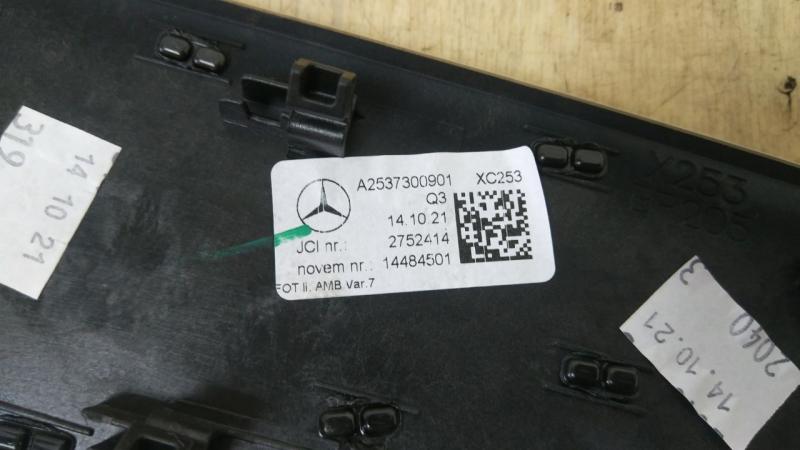 A2537300901 XC253
Q3
14.10.21
JCI nr.: 2752414
novem nr.: 14484501
FOT li. AMB Var.7
319
14.10.21
X253
2040 3
14.10.21